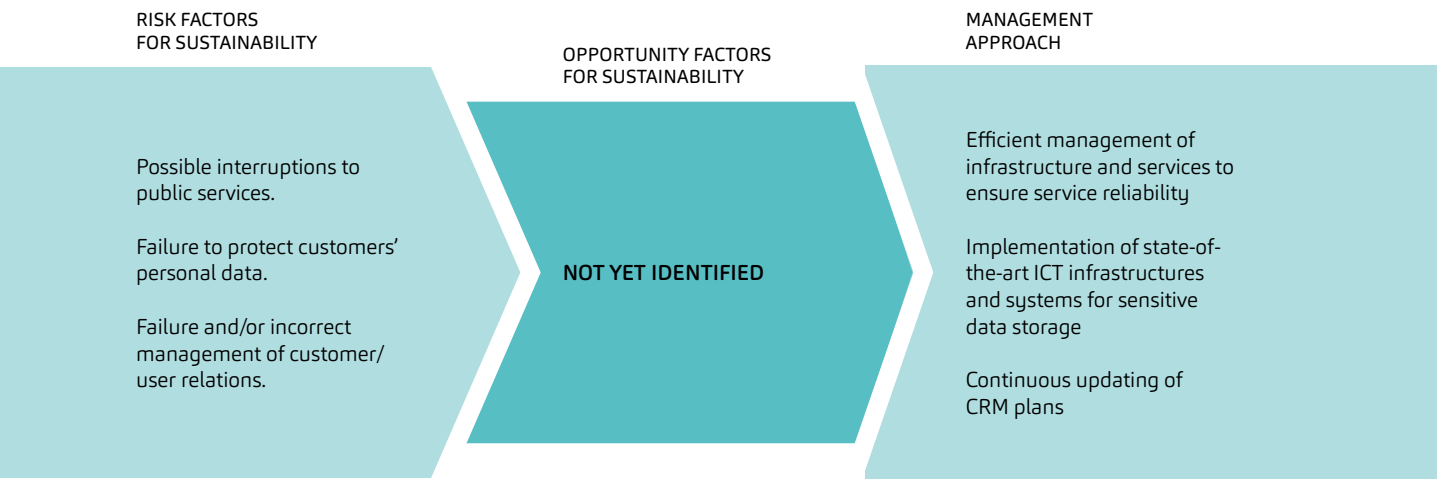 RISK FACTORS
FOR SUSTAINABILITY
Possible interruptions to
public services.
Failure to protect customers’
personal data.
Failure and/or incorrect
management of customer/
user relations.
OPPORTUNITY FACTORS
FOR SUSTAINABILITY
NOT YET IDENTIFIED
MANAGEMENT
APPROACH
Efficient management of
infrastructure and services to
ensure service reliability
Implementation of state-of-
the-art ICT infrastructures
and systems for sensitive
data storage
Continuous updating of
CRM plans